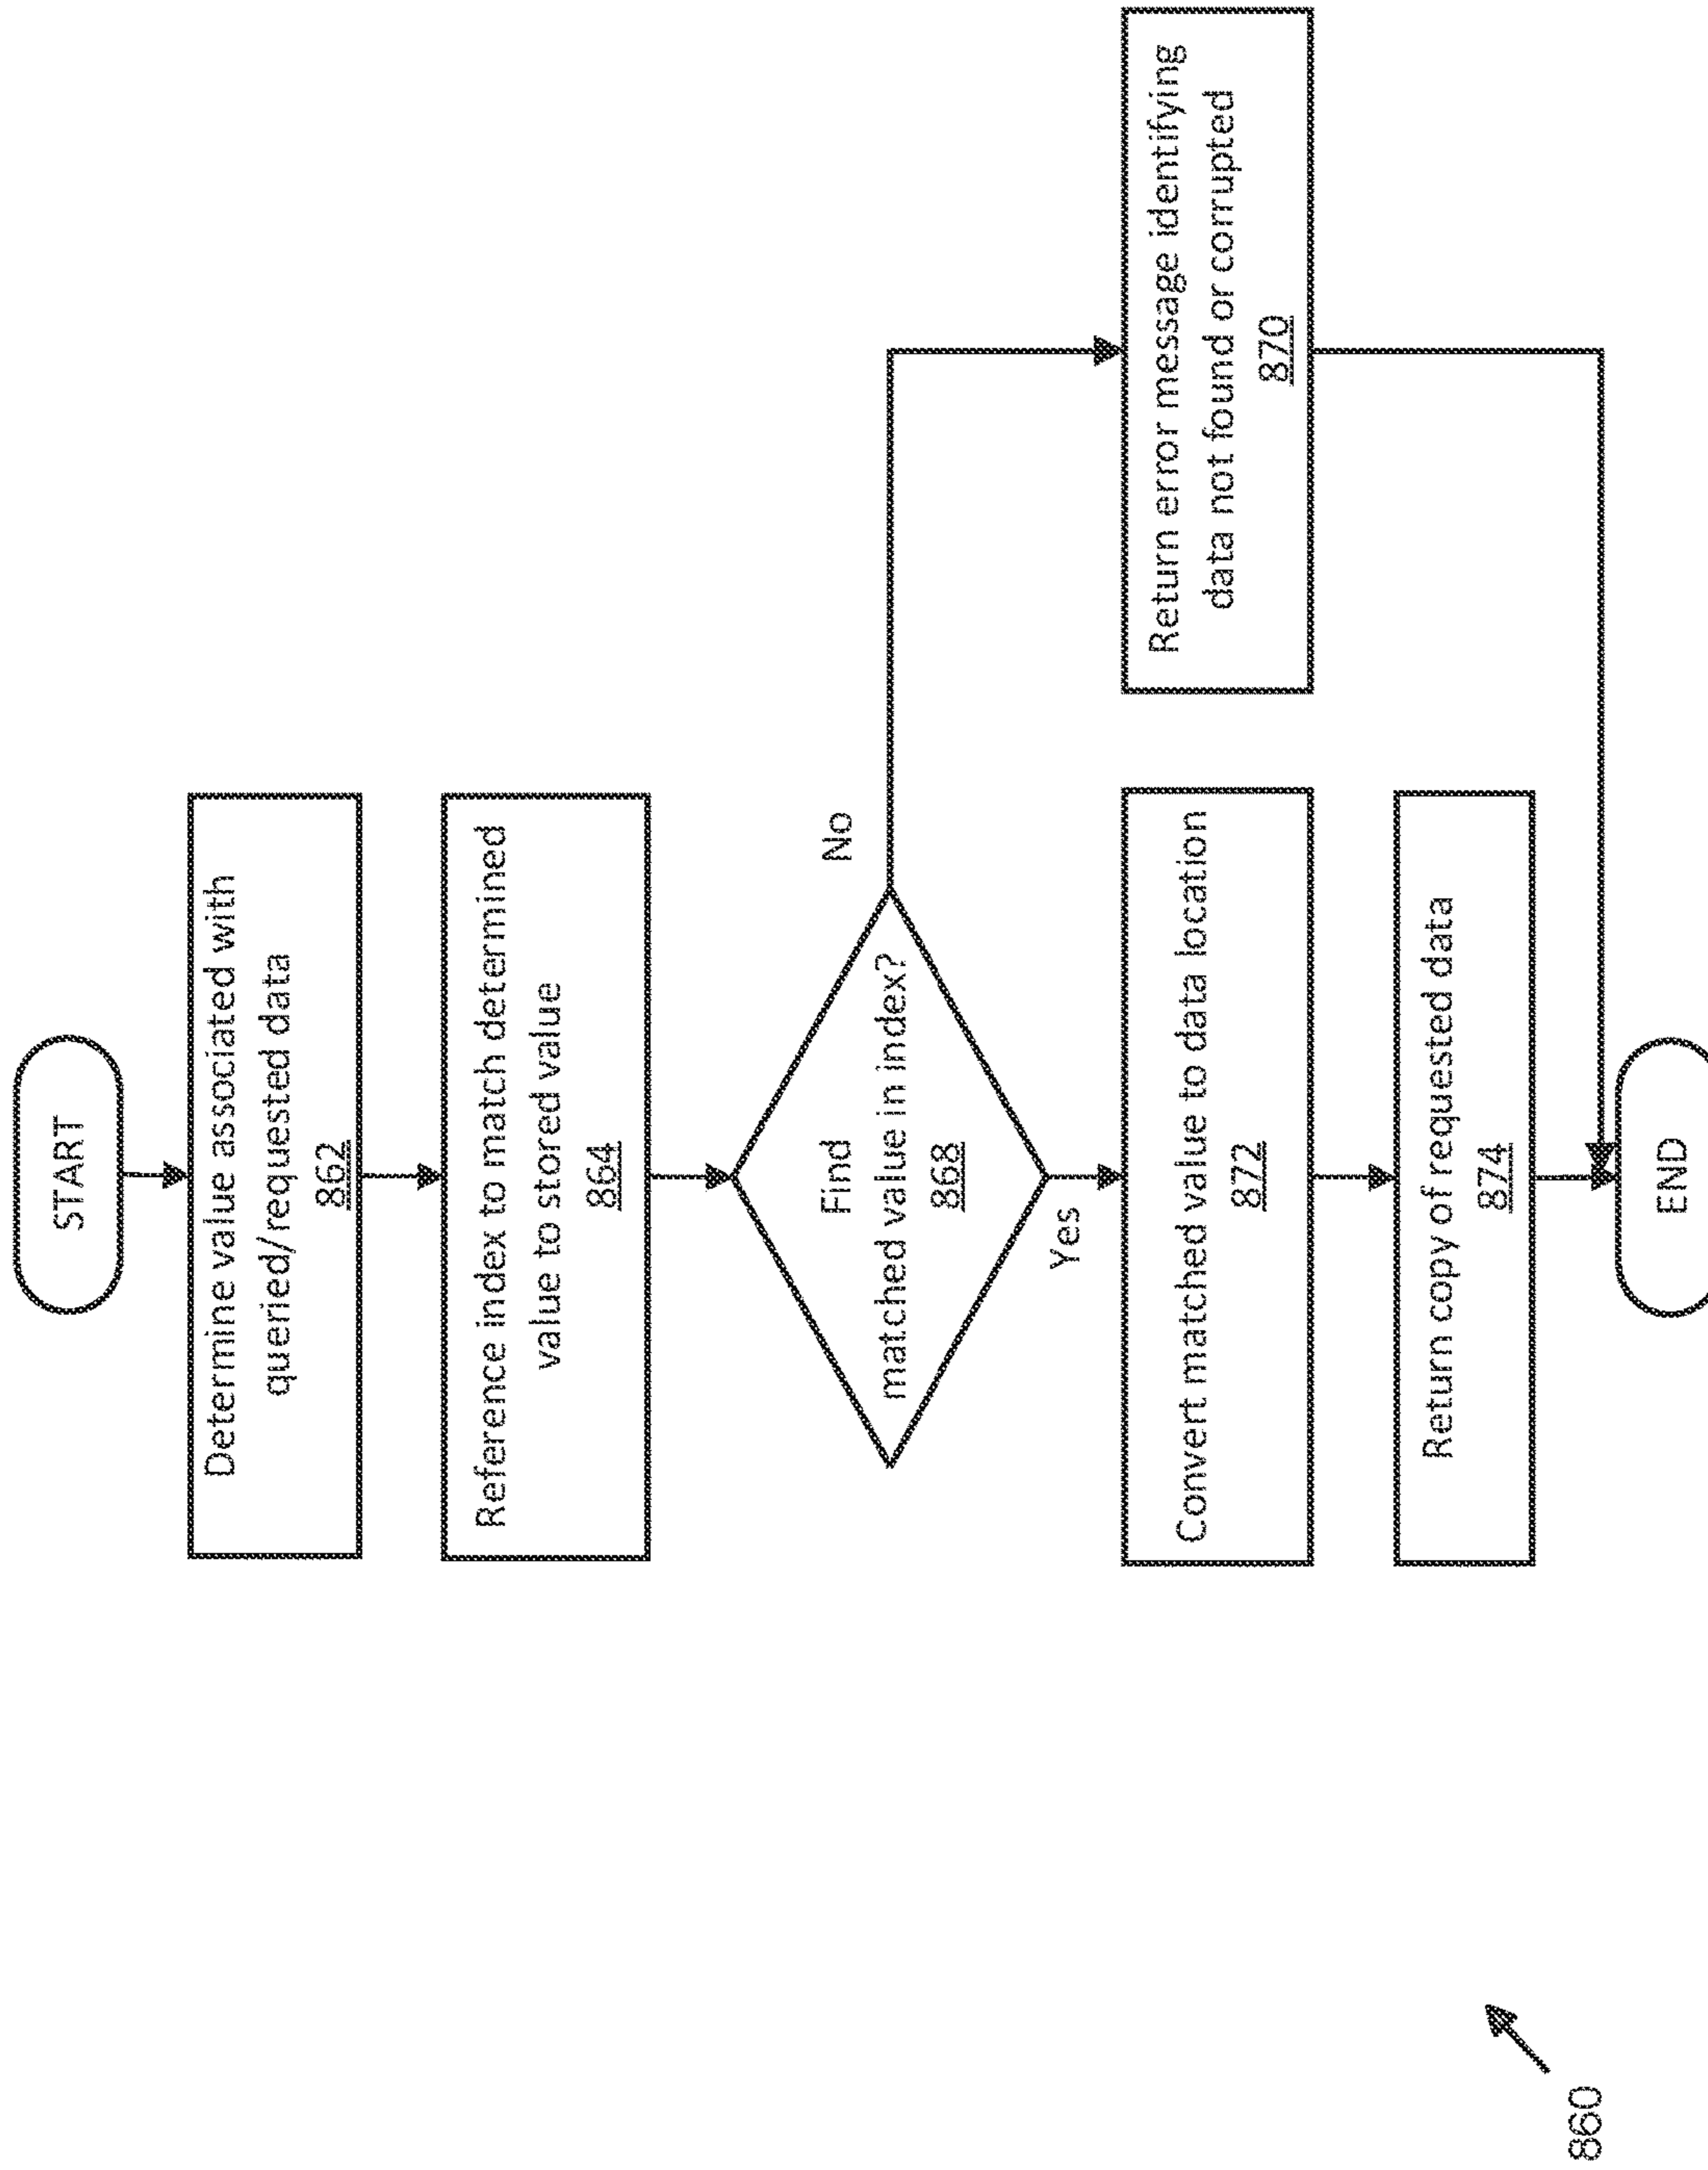 START
Determine value associated with
queried/requested data
862
Reference index to match determined
value to stored value
864
Find
matched value in index?
868
No
Yes
Return error message identifying
data not found or corrupted
870
Convert matched value to data location
872
Return copy of requested data
874
END
860